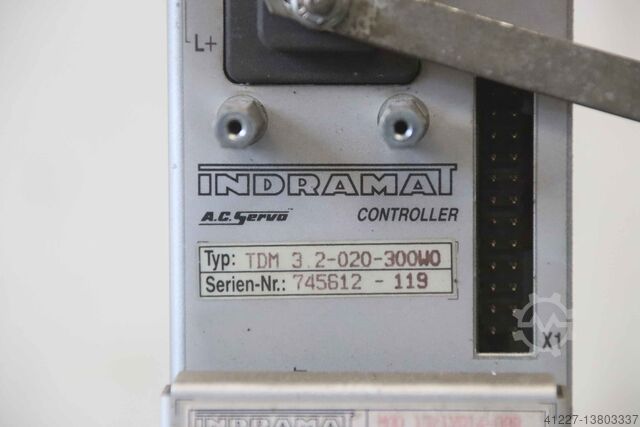 L+
INDRAMAT
A.C. Servo CONTROLLER
Typ: TDM 3.2-020-300W0
Serien-Nr.: 745612 - 119
X1
INDRAMAT
41227-13803337